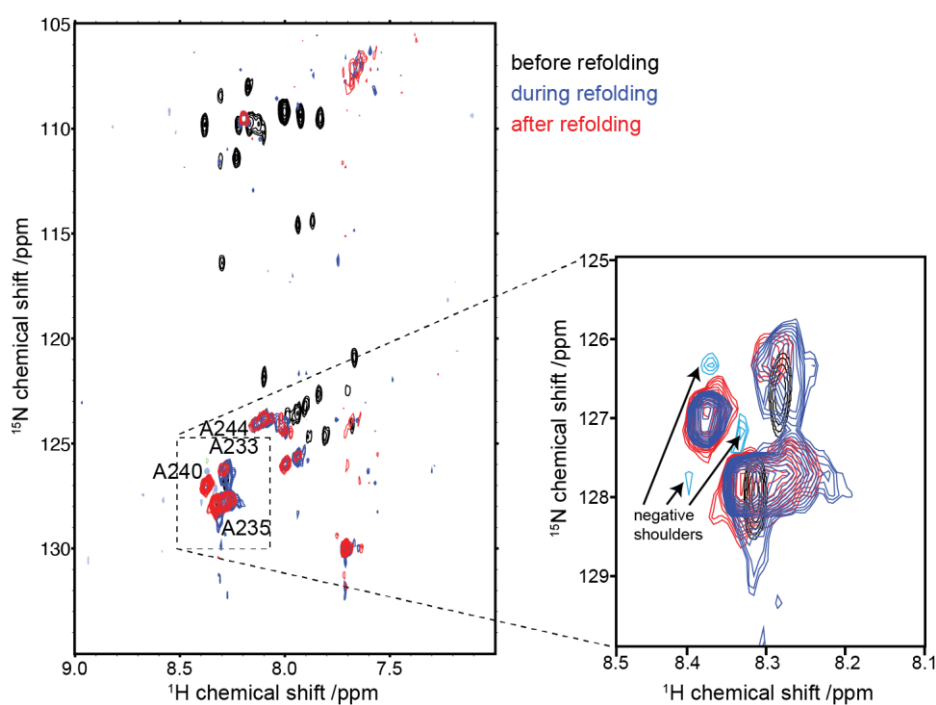 105
110
115
120
125
130
¹⁵N chemical shift /ppm
9.0
8.5
8.0
7.5
¹H chemical shift /ppm
A244
A233
A240
A235
before refolding
during refolding
after refolding
125
126
127
128
129
¹⁵N chemical shift /ppm
negative
shoulders
8.5
8.4
8.3
8.2
8.1
¹H chemical shift /ppm